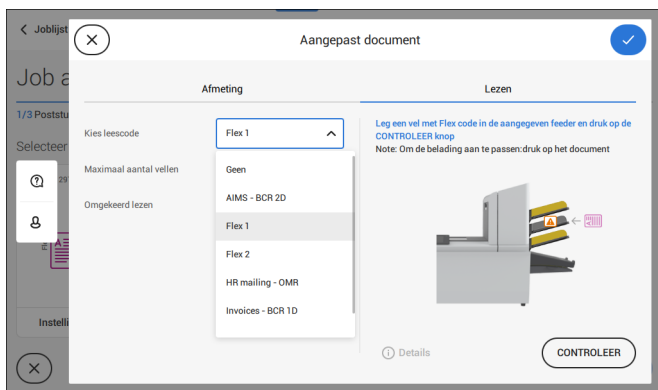 Joblijst
Aangepast document
Job a
Afmeting
Lezen
1/3 Poststu
Selecteer
Kies leescode
Flex 1
Leg een vel met Flex code in de aangegeven feeder en druk op de
CONTROLEER knop
Note: Om de belading aan te passen:druk op het document
Maximaal aantal vellen
Omgekeerd lezen
Geen
AIMS - BCR 2D
Flex 1
Flex 2
HR mailing - OMR
Invoices - BCR 1D
297
A
Instelli
Details
CONTROLEER